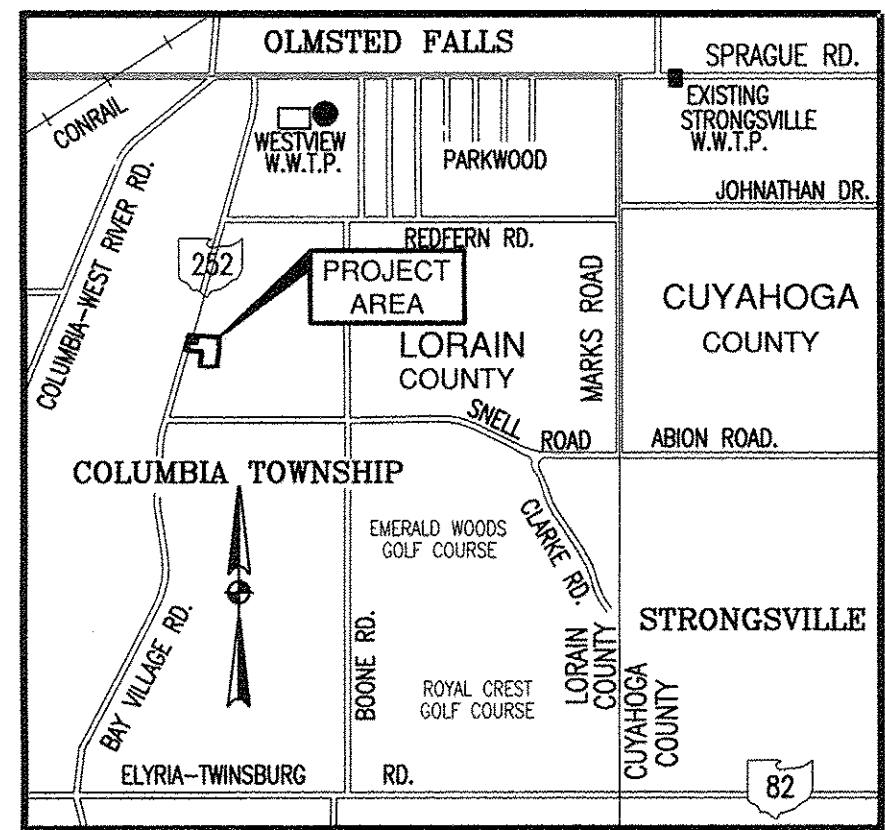 OLMSTED FALLS
SPRAGUE RD.
CONRAIL
WESTVIEW
W.W.T.P.
PARKWOOD
EXISTING
STRONGSVILLE
W.W.T.P.
JOHNATHAN DR.
COLUMBIA-WEST RIVER RD.
252
REDFERN RD.
PROJECT
AREA
LORAIN
COUNTY
MARKS ROAD
CUYAHOGA
COUNTY
SNELL
ROAD
ABION ROAD.
COLUMBIA TOWNSHIP
EMERALD WOODS
GOLF COURSE
CLARKE RD.
BAY VILLAGE RD.
BOONE RD.
ROYAL CREST
GOLF COURSE
LORAIN
COUNTY
CUYAHOGA
COUNTY
STRONGSVILLE
ELYRIA-TWINSBURG
RD.
82